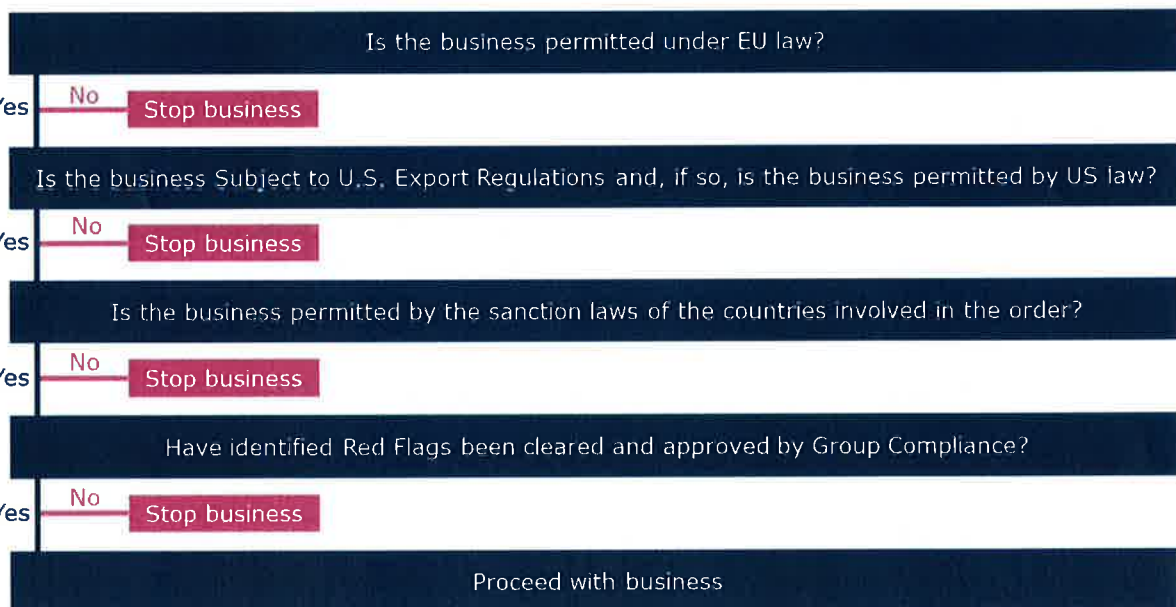 Is the business permitted under EU law?
Yes
No
Stop business
Is the business Subject to U.S. Export Regulations and, if so, is the business permitted by US law?
Yes
No
Stop business
Is the business permitted by the sanction laws of the countries involved in the order?
Yes
No
Stop business
Have identified Red Flags been cleared and approved by Group Compliance?
Yes
No
Stop business
Proceed with business